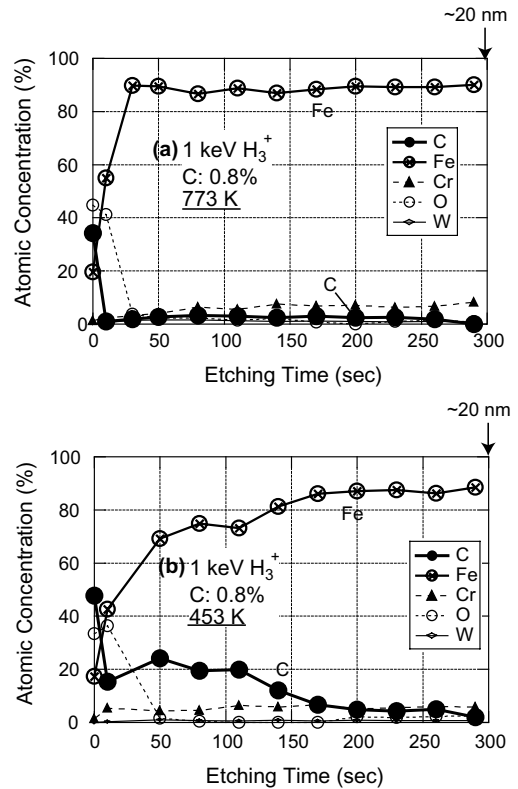 ~20 nm
100
80
60
40
20
0
Atomic Concentration (%)
Fe
(a) 1 keV H3+
C: 0.8%
773 K
C
C
Fe
Cr
O
W
0 50 100 150 200 250 300
Etching Time (sec)
~20 nm
100
80
60
40
20
0
Atomic Concentration (%)
Fe
(b) 1 keV H3+
C: 0.8%
453 K
C
C
Fe
Cr
O
W
0 50 100 150 200 250 300
Etching Time (sec)